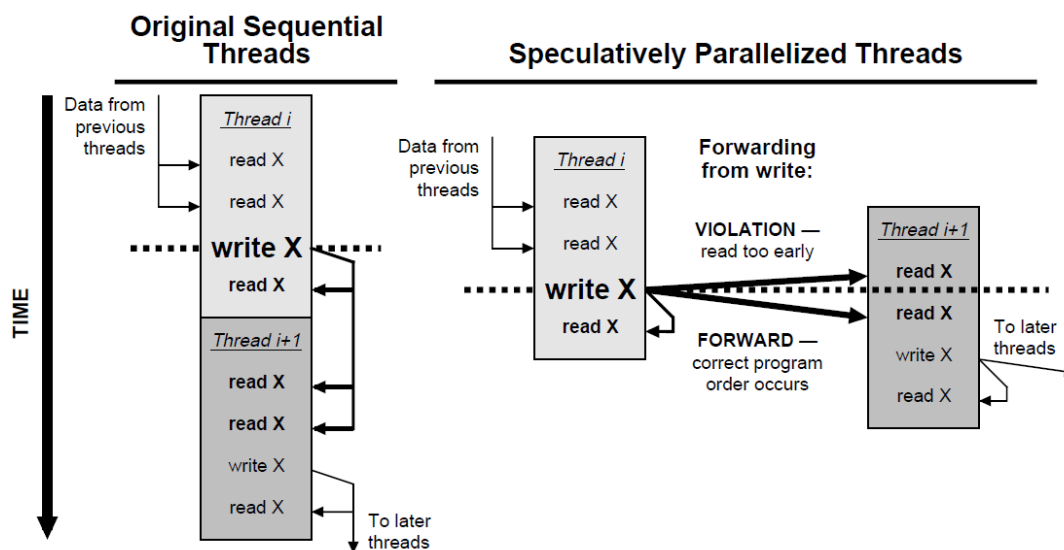 Original Sequential
Threads
TIME
Data from
previous
threads
Thread i
read X
read X
write X
read X
Thread i+1
read X
read X
write X
read X
To later
threads
Speculatively Parallelized Threads
Data from
previous
threads
Thread i
read X
read X
write X
read X
Forwarding
from write:
VIOLATION —
read too early
FORWARD —
correct program
order occurs
Thread i+1
read X
read X
write X
read X
To later
threads